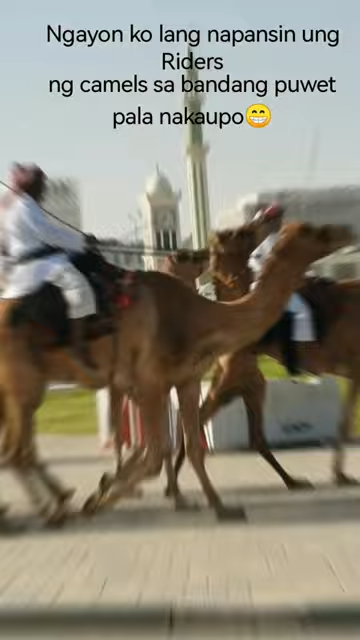 Ngayon ko lang napansin ung
Riders
ng camels sa bandang puwet
pala nakaupo😁